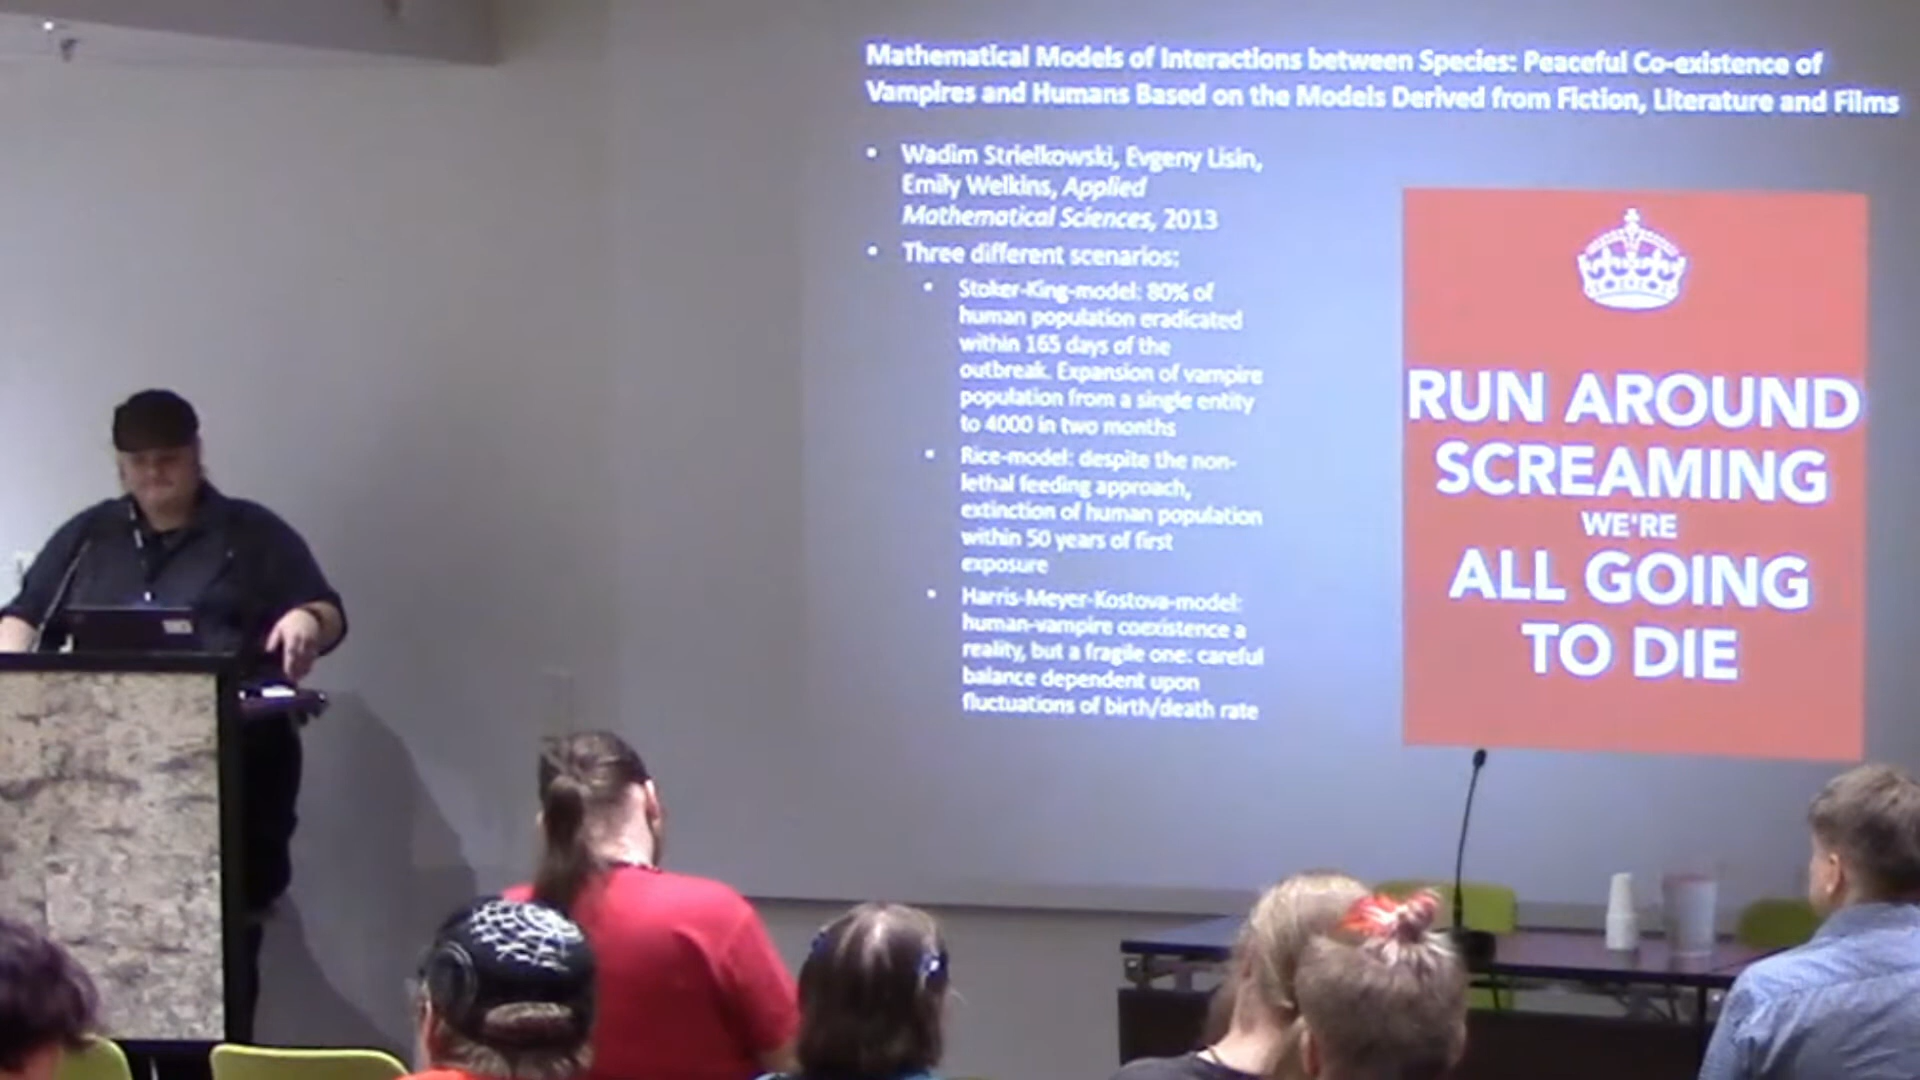 Mathematical Models of Interactions between Species: Peaceful Co-existence of
Vampires and Humans Based on the Models Derived from Fiction, Literature and Films
• Wadim Strielkowski, Evgeny Lisin,
Emily Welkins, Applied
Mathematical Sciences, 2013
• Three different scenarios:
• Stoker-King-model: 80% of
human population eradicated
within 165 days of the
outbreak. Expansion of vampire
population from a single entity
to 4000 in two months
• Rice-model: despite the non-
lethal feeding approach,
extinction of human population
within 50 years of first
exposure
• Harris-Meyer-Kostova-model:
human-vampire coexistence a
reality, but a fragile one: careful
balance dependent upon
fluctuations of birth/death rate
RUN AROUND
SCREAMING
WE'RE
ALL GOING
TO DIE